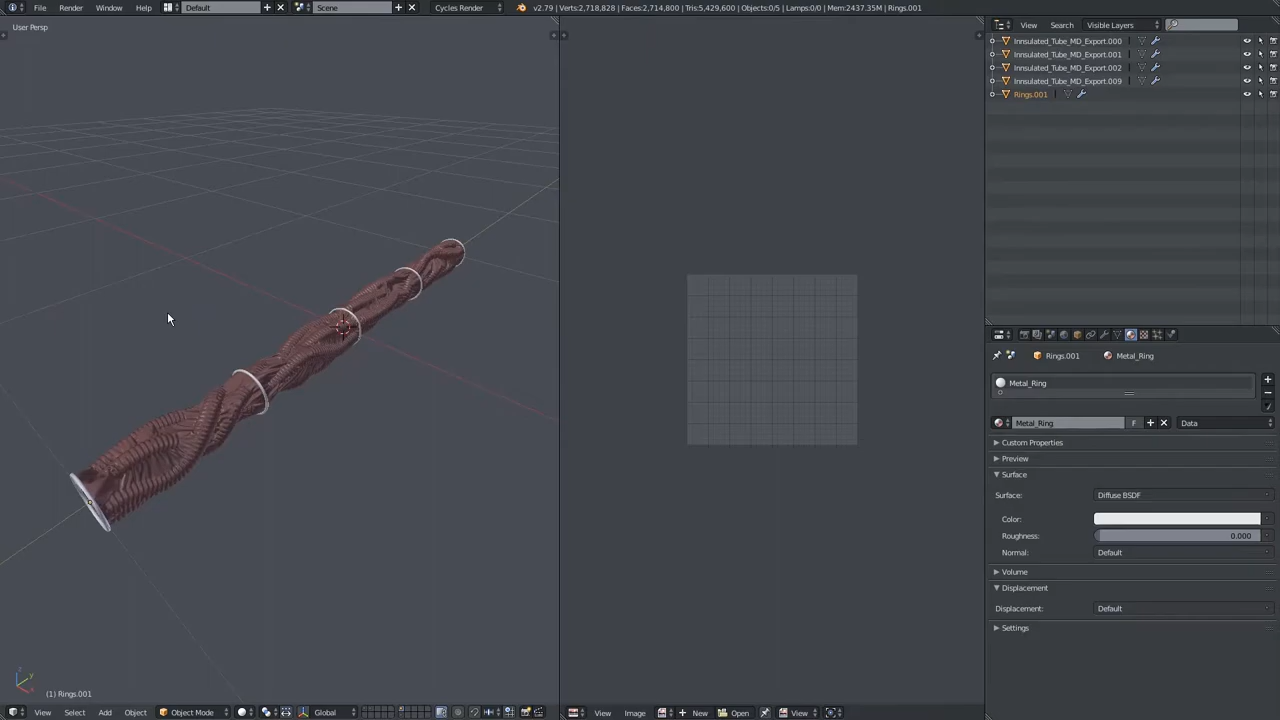 File Render Window Help Default Scene Cycles Render v2.79 | Verts:2,718,828 | Faces:2,714,800 | Tris:5,429,600 | Objects:0/5 | Lamps:0/0 | Mem:2437.35M | Rings.001
User Persp
View Search Visible Layers
Innsulated_Tube_MD_Export.000
Innsulated_Tube_MD_Export.001
Innsulated_Tube_MD_Export.002
Innsulated_Tube_MD_Export.009
Rings.001
Rings.001 Metal_Ring
Metal_Ring
Metal_Ring F Data
Custom Properties
Preview
Surface
Surface: Diffuse BSDF
Color:
Roughness: 0.000
Normal: Default
Volume
Displacement
Displacement: Default
Settings
(1) Rings.001
View Select Add Object Object Mode Global
View Image New Open View